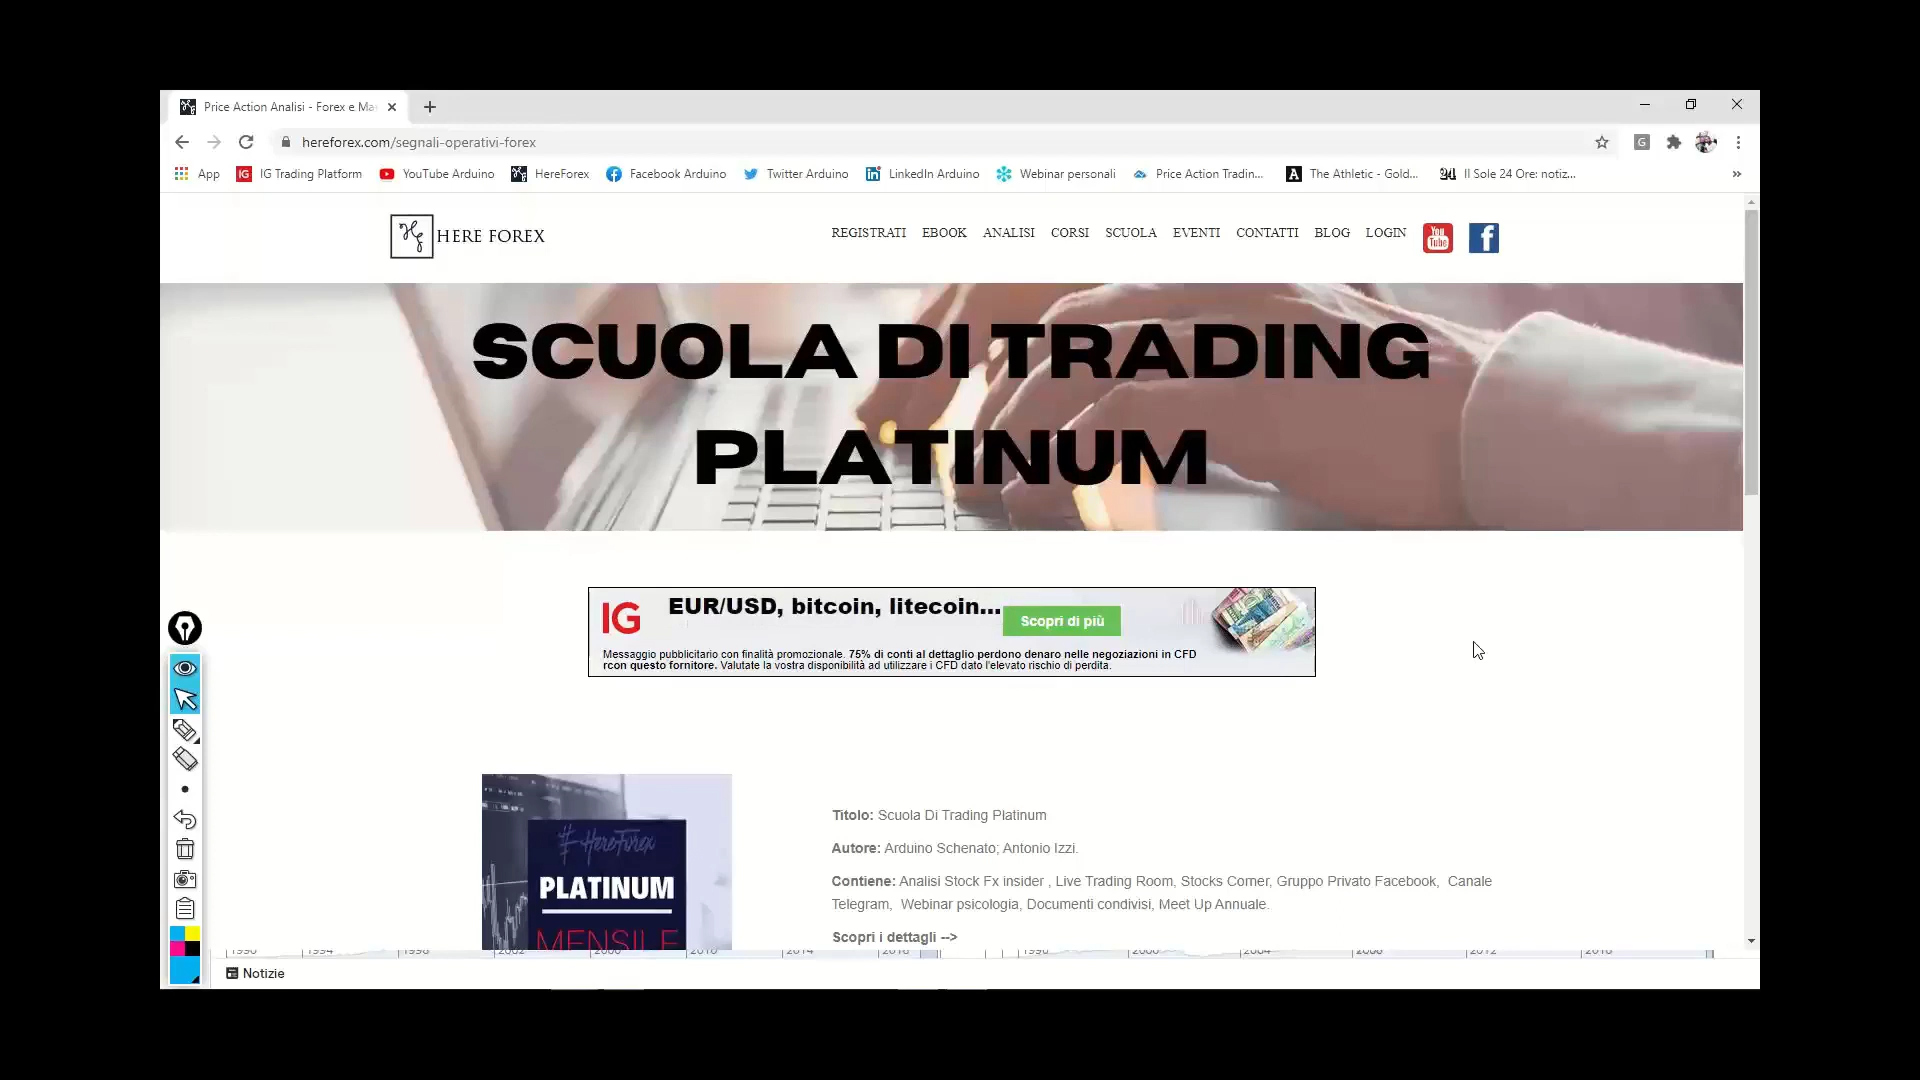 Price Action Analisi - Forex e Ma
hereforex.com/segnali-operativi-forex
App IG Trading Platform YouTube Arduino HereForex Facebook Arduino Twitter Arduino LinkedIn Arduino Webinar personali Price Action Tradin... The Athletic - Gold... Il Sole 24 Ore: notiz...
HERE FOREX
REGISTRATI EBOOK ANALISI CORSI SCUOLA EVENTI CONTATTI BLOG LOGIN
You Tube
SCUOLA DI TRADING
PLATINUM
IG
EUR/USD, bitcoin, litecoin...
Scopri di più
Messaggio pubblicitario con finalità promozionale. 75% di conti al dettaglio perdono denaro nelle negoziazioni in CFD
rcon questo fornitore. Valutate la vostra disponibilità ad utilizzare i CFD dato l'elevato rischio di perdita.
#HereForex
PLATINUM
MENSILE
Titolo: Scuola Di Trading Platinum
Autore: Arduino Schenato; Antonio Izzi.
Contiene: Analisi Stock Fx insider , Live Trading Room, Stocks Corner, Gruppo Privato Facebook, Canale
Telegram, Webinar psicologia, Documenti condivisi, Meet Up Annuale.
Scopri i dettagli -->
Notizie